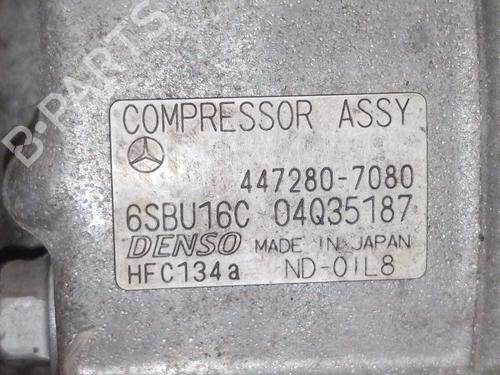 B-PARTS
COMPRESSOR ASSY
447280-7080
6SBU16C 04Q35187
DENSO MADE IN JAPAN
HFC134a ND-OIL8